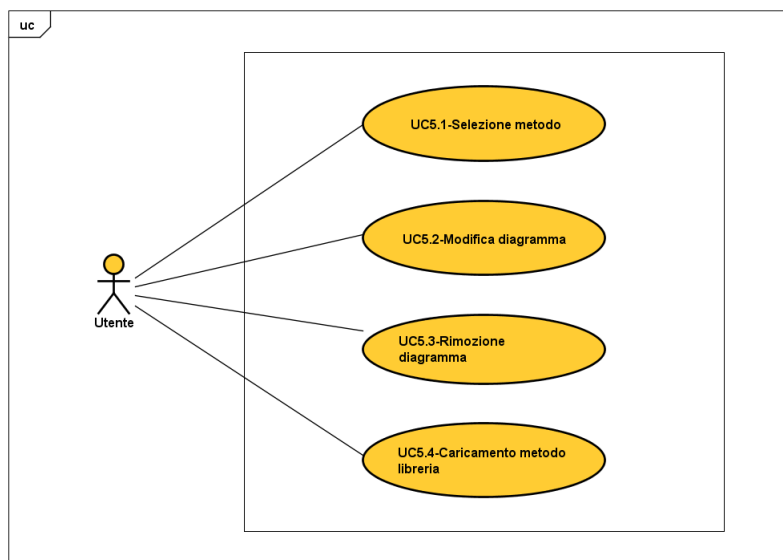 uc
UC5.1-Selezione metodo
UC5.2-Modifica diagramma
Utente
UC5.3-Rimozione
diagramma
UC5.4-Caricamento metodo
libreria